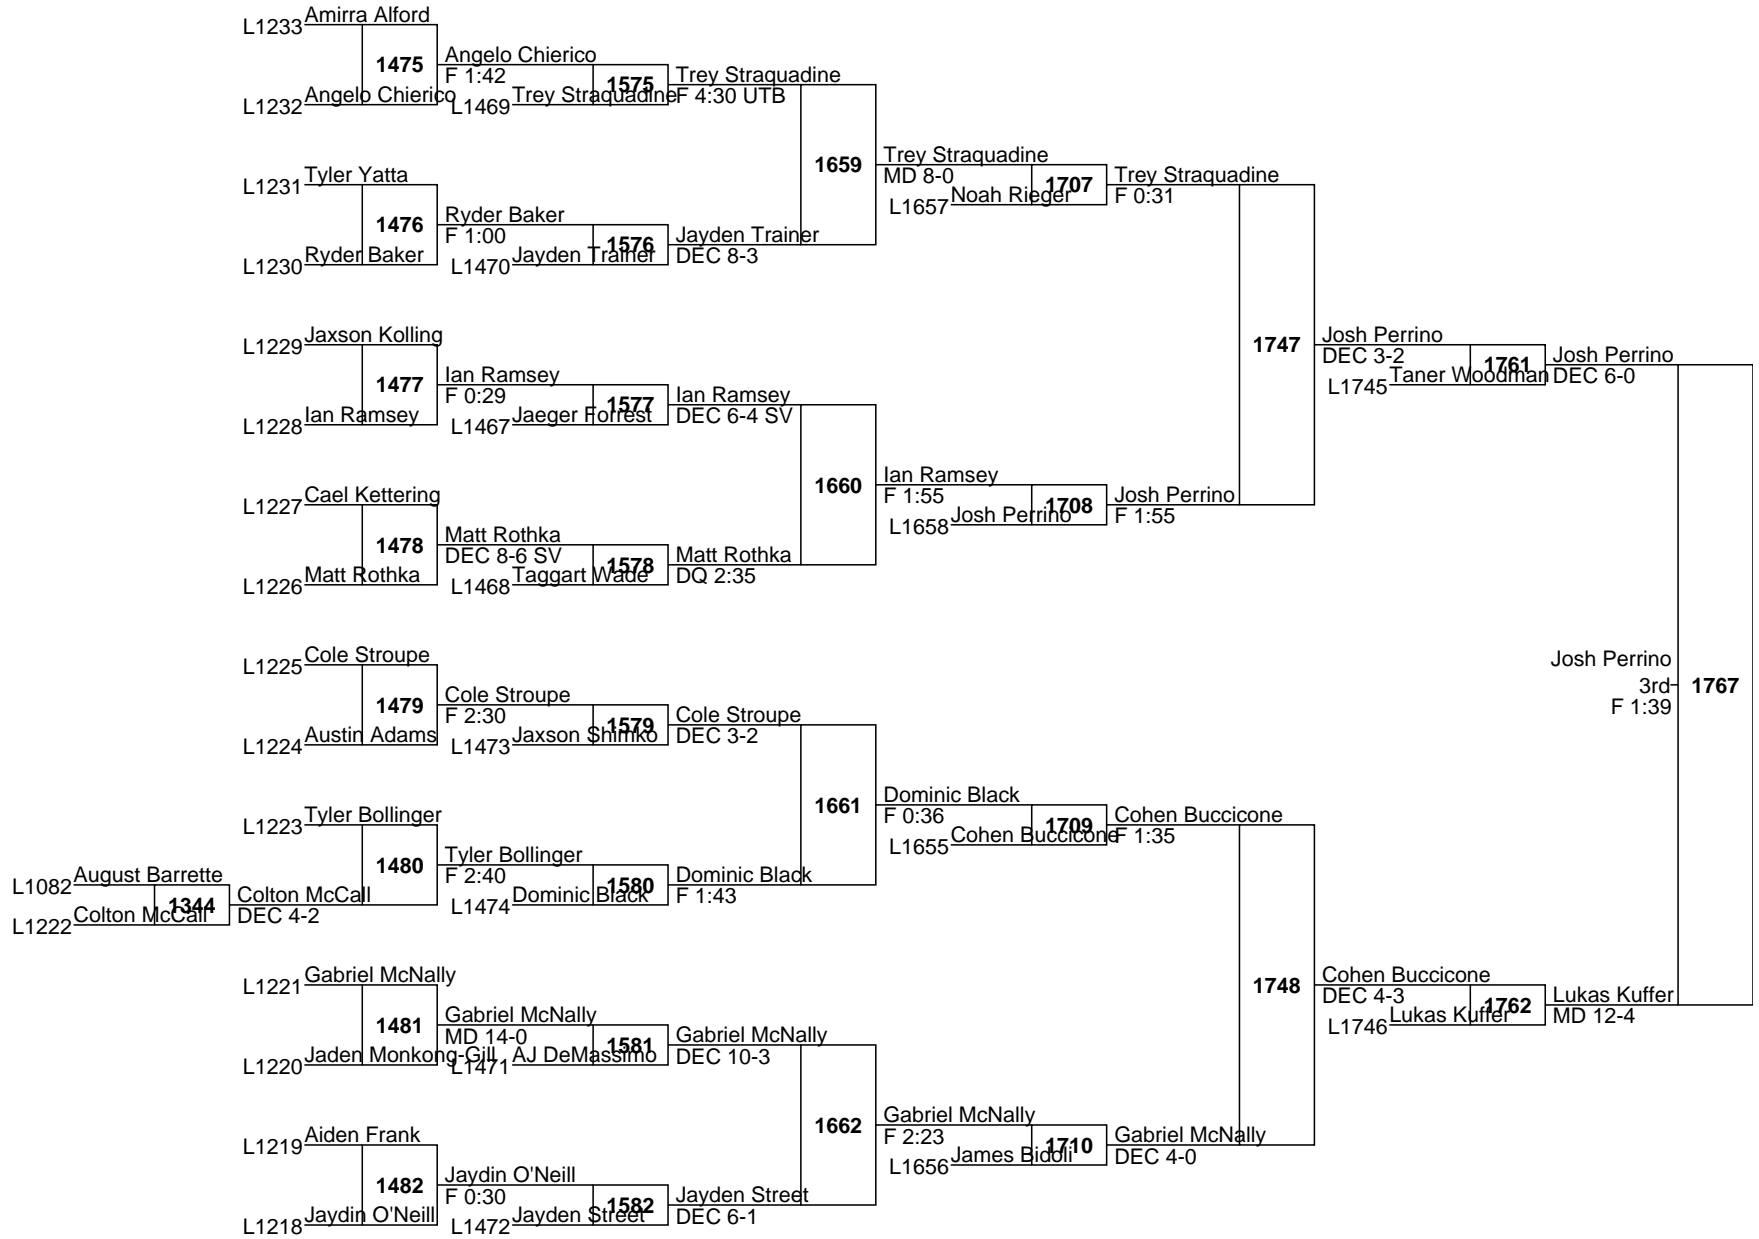 L1233 Amirra Alford
1475
Angelo Chierico
F 1:42
L1232 Angelo Chierico
L1469 Trey Straquadine
1575
Trey Straquadine
F 4:30 UTB
L1231 Tyler Yatta
1476
Ryder Baker
F 1:00
L1230 Ryder Baker
L1470 Jayden Trainer
1576
Jayden Trainer
DEC 8-3
1659
Trey Straquadine
MD 8-0
L1657 Noah Rieger
1707
Trey Straquadine
F 0:31
L1229 Jaxson Kolling
1477
Ian Ramsey
F 0:29
L1228 Ian Ramsey
L1467 Jaeger Forrest
1577
Ian Ramsey
DEC 6-4 SV
L1227 Cael Kettering
1478
Matt Rothka
DEC 8-6 SV
L1226 Matt Rothka
L1468 Taggart Wade
1578
Matt Rothka
DQ 2:35
1660
Ian Ramsey
F 1:55
L1658 Josh Perrino
1708
Josh Perrino
F 1:55
1747
Josh Perrino
DEC 3-2
L1745 Taner Woodman
1761
Josh Perrino
DEC 6-0
L1225 Cole Stroupe
1479
Cole Stroupe
F 2:30
L1224 Austin Adams
L1473 Jaxson Shimko
1579
Cole Stroupe
DEC 3-2
L1223 Tyler Bollinger
1480
Tyler Bollinger
F 2:40
L1082 August Barrette
1344
Colton McCall
DEC 4-2
L1222 Colton McCall
L1474 Dominic Black
1580
Dominic Black
F 1:43
1661
Dominic Black
F 0:36
L1655 Cohen Buccicone
1709
Cohen Buccicone
F 1:35
L1221 Gabriel McNally
1481
Gabriel McNally
MD 14-0
L1220 Jaden Monkong-Gill
L1471 AJ DeMassimo
1581
Gabriel McNally
DEC 10-3
L1219 Aiden Frank
1482
Jaydin O'Neill
F 0:30
L1218 Jaydin O'Neill
L1472 Jayden Street
1582
Jayden Street
DEC 6-1
1662
Gabriel McNally
F 2:23
L1656 James Bidoli
1710
Gabriel McNally
DEC 4-0
1748
Cohen Buccicone
DEC 4-3
L1746 Lukas Kuffer
1762
Lukas Kuffer
MD 12-4
Josh Perrino
3rd
F 1:39
1767